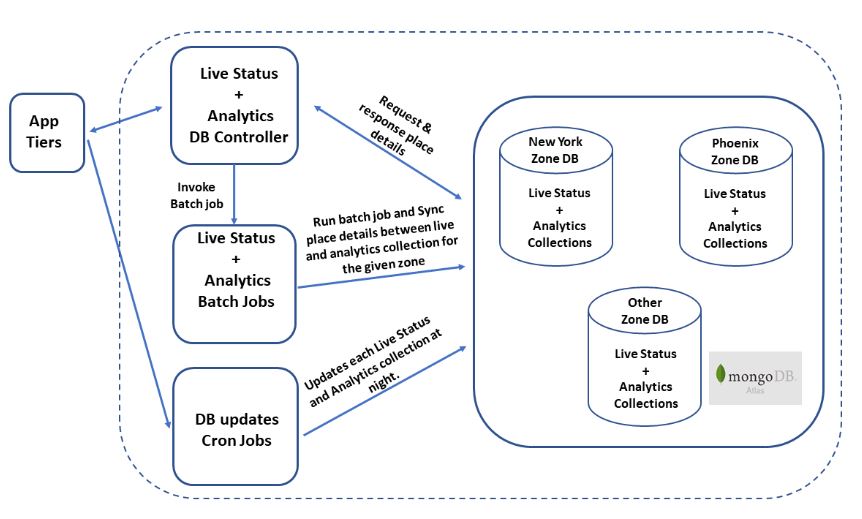 App
Tiers
Live Status
+
Analytics
DB Controller
Invoke
Batch job
Live Status
+
Analytics
Batch Jobs
DB updates
Cron Jobs
Request &
response place
details
Run batch job and Sync
place details between live
and analytics collection for
the given zone
Updates each Live Status
and Analytics collection at
night.
New York
Zone DB
Live Status
+
Analytics
Collections
Phoenix
Zone DB
Live Status
+
Analytics
Collections
Other
Zone DB
Live Status
+
Analytics
Collections
mongoDB.
Atlas